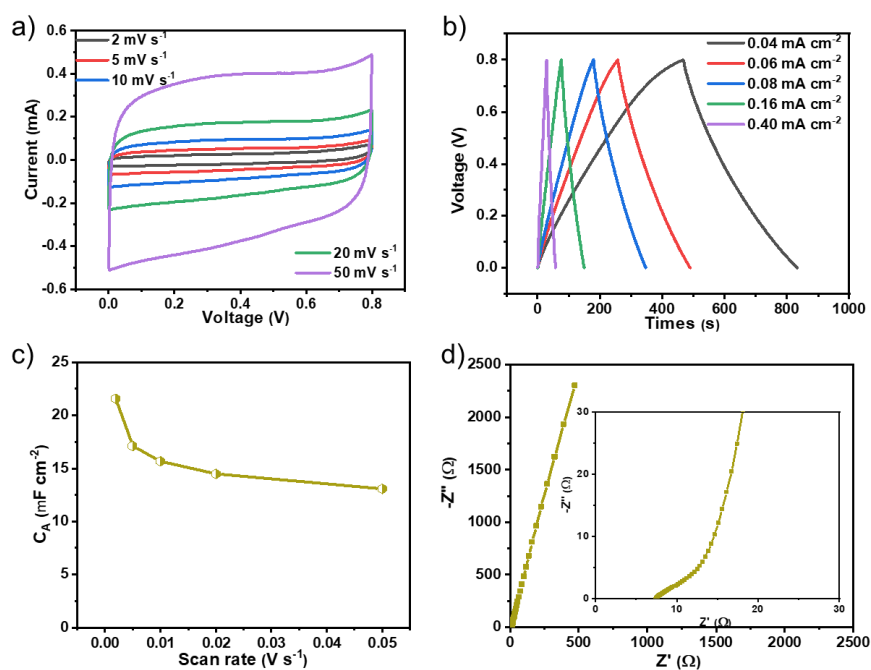 a)
2 mV s⁻¹
5 mV s⁻¹
10 mV s⁻¹
20 mV s⁻¹
50 mV s⁻¹
Current (mA)
0.6
0.4
0.2
0.0
-0.2
-0.4
-0.6
0.0 0.2 0.4 0.6 0.8
Voltage (V)
b)
0.04 mA cm⁻²
0.06 mA cm⁻²
0.08 mA cm⁻²
0.16 mA cm⁻²
0.40 mA cm⁻²
Voltage (V)
0.8
0.6
0.4
0.2
0.0
0 200 400 600 800 1000
Times (s)
c)
C_A (mF cm⁻²)
25
20
15
10
5
0
0.00 0.01 0.02 0.03 0.04 0.05
Scan rate (V s⁻¹)
d)
-Z'' (Ω)
2500
2000
1500
1000
500
0
0 500 1000 1500 2000 2500
Z' (Ω)
-Z'' (Ω)
30
20
10
0
0 10 20 30
Z' (Ω)